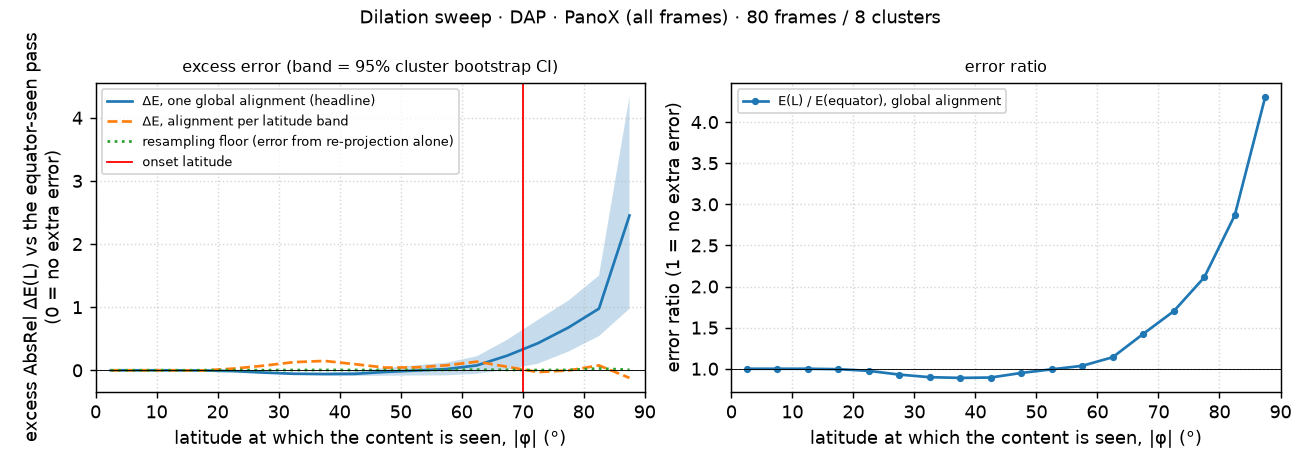 Dilation sweep · DAP · PanoX (all frames) · 80 frames / 8 clusters
excess error (band = 95% cluster bootstrap CI)
excess AbsRel ΔE(L) vs the equator-seen pass
(0 = no extra error)
ΔE, one global alignment (headline)
ΔE, alignment per latitude band
resampling floor (error from re-projection alone)
onset latitude
4
3
2
1
0
0 10 20 30 40 50 60 70 80 90
latitude at which the content is seen, |φ| (°)
error ratio
error ratio (1 = no extra error)
E(L) / E(equator), global alignment
4.0
3.5
3.0
2.5
2.0
1.5
1.0
0 10 20 30 40 50 60 70 80 90
latitude at which the content is seen, |φ| (°)